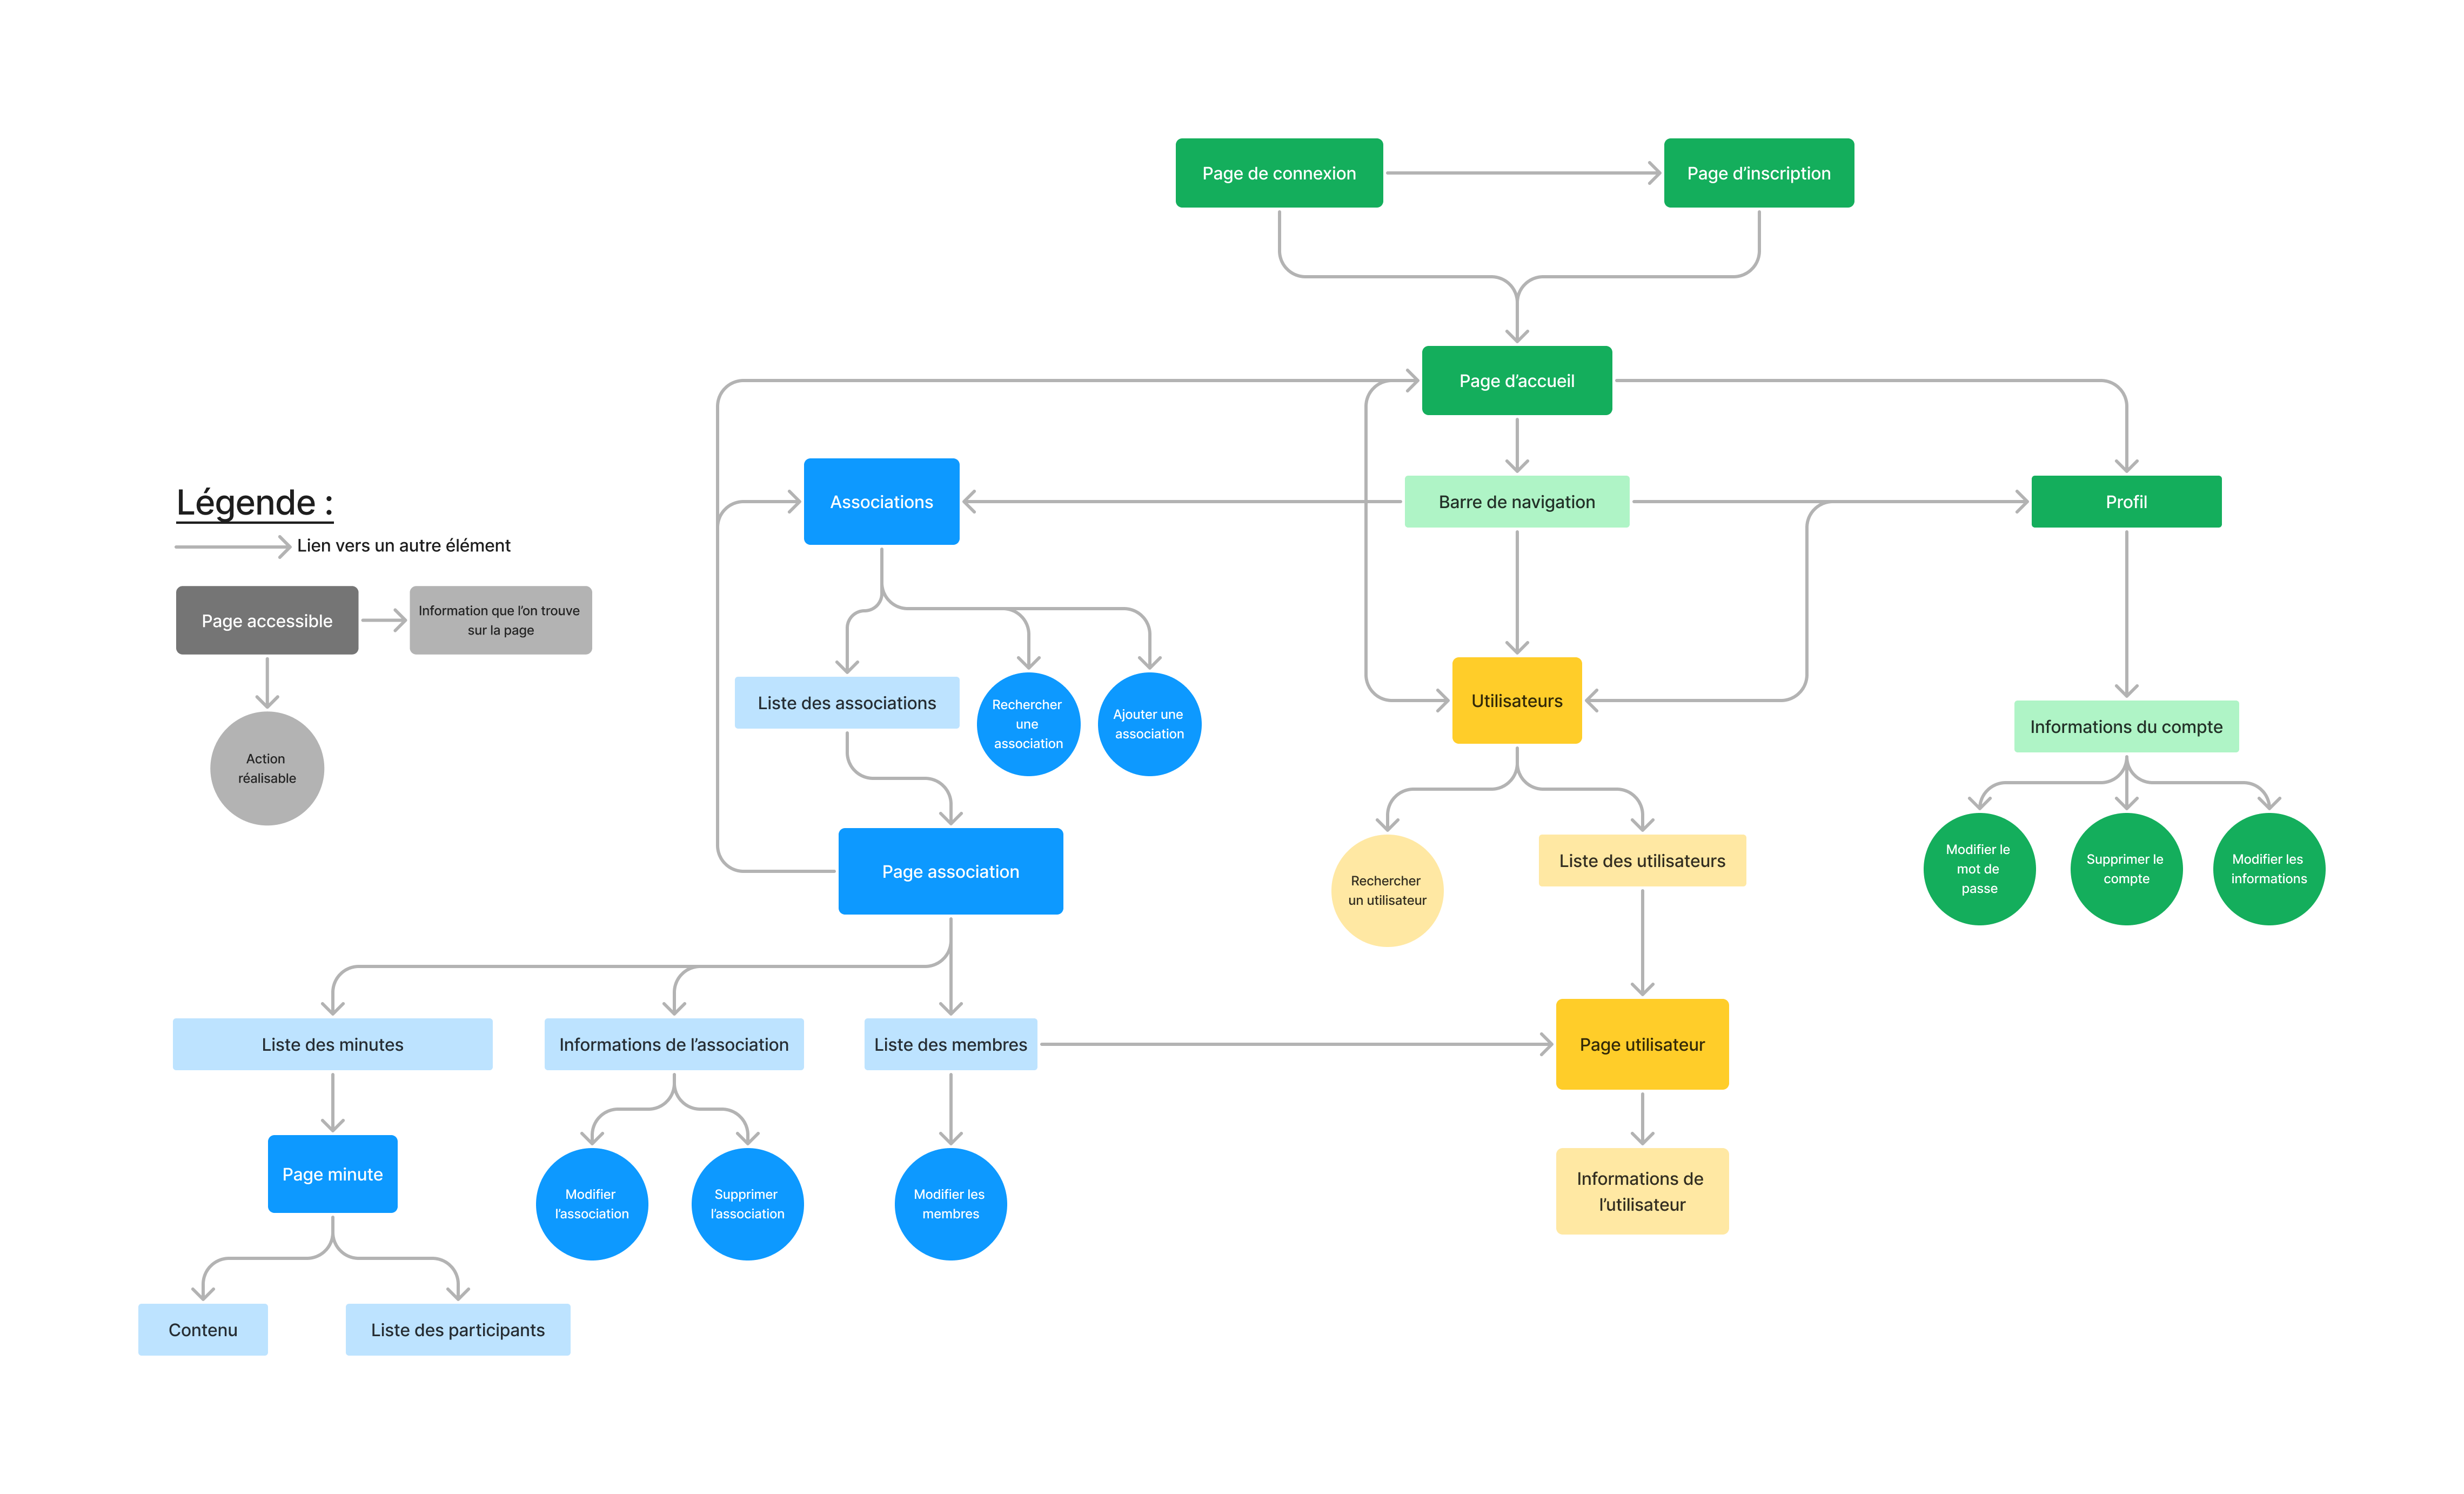 Page de connexion
Page d’inscription
Page d’accueil
Associations
Barre de navigation
Profil
Légende :
Lien vers un autre élément
Page accessible
Information que l’on trouve
sur la page
Action
réalisable
Liste des associations
Rechercher
une
association
Ajouter une
association
Utilisateurs
Informations du compte
Page association
Rechercher
un utilisateur
Liste des utilisateurs
Modifier le
mot de
passe
Supprimer le
compte
Modifier les
informations
Liste des minutes
Informations de l’association
Liste des membres
Page utilisateur
Page minute
Modifier
l’association
Supprimer
l’association
Modifier les
membres
Informations de
l’utilisateur
Contenu
Liste des participants